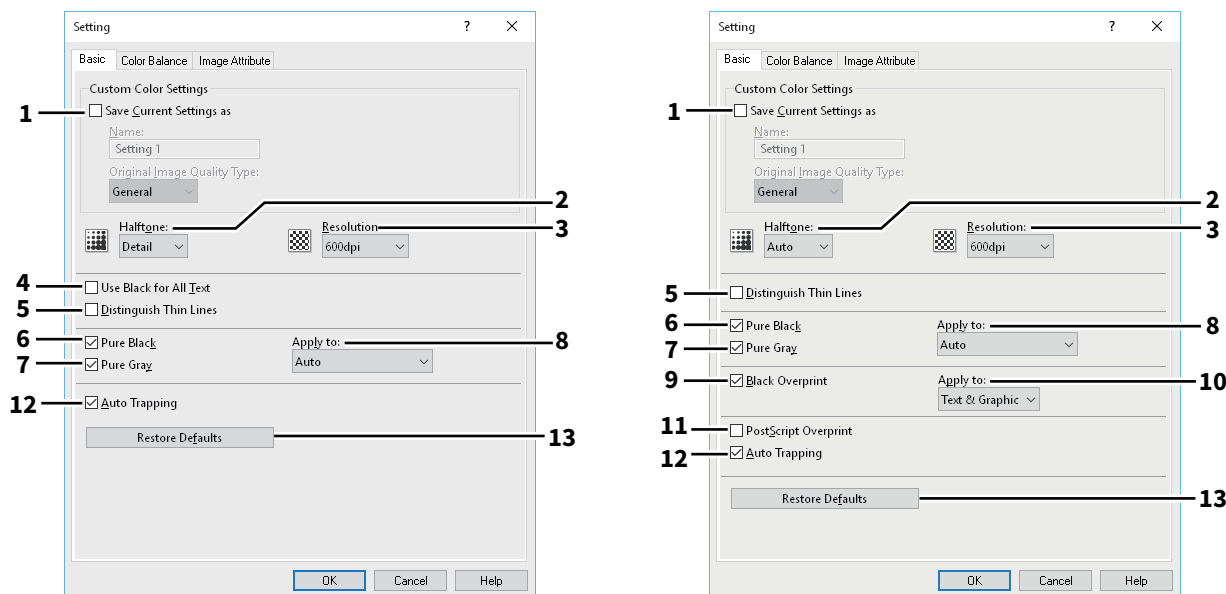 Setting ? ×
Basic Color Balance Image Attribute
Custom Color Settings
1 Save Current Settings as
Name:
Setting 1
Original Image Quality Type:
General
Halftone: 2
Detail
Resolution 3
600dpi
4 Use Black for All Text
5 Distinguish Thin Lines
6 Pure Black
7 Pure Gray
Apply to: 8
Auto
12 Auto Trapping
Restore Defaults 13
OK Cancel Help
Setting ? ×
Basic Color Balance Image Attribute
Custom Color Settings
1 Save Current Settings as
Name:
Setting 1
Original Image Quality Type:
General
Halftone: 2
Auto
Resolution: 3
600dpi
5 Distinguish Thin Lines
6 Pure Black
7 Pure Gray
Apply to: 8
Auto
9 Black Overprint
Apply to: 10
Text & Graphic
11 PostScript Overprint
12 Auto Trapping
Restore Defaults 13
OK Cancel Help